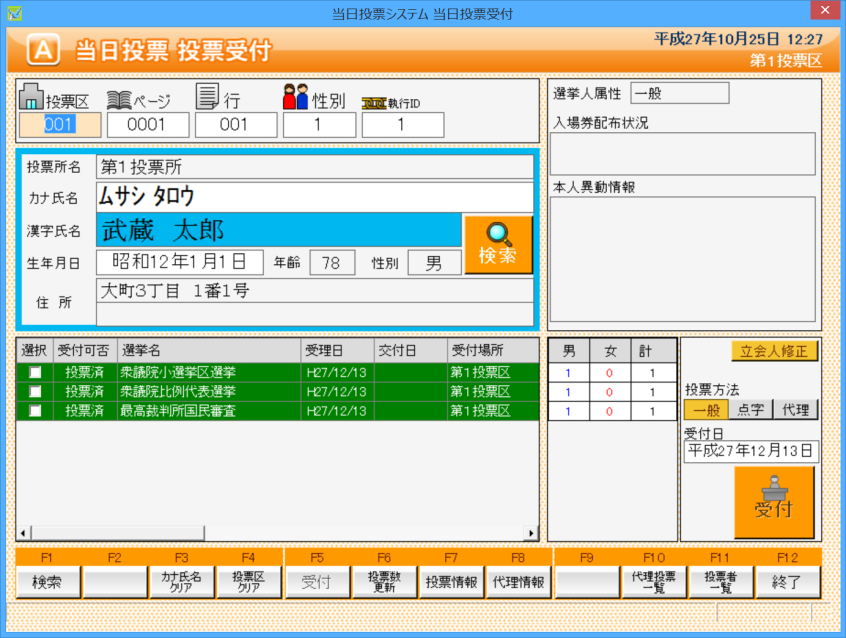 当日投票システム 当日投票受付
A 当日投票 投票受付
平成27年10月25日 12:27
第1投票区
投票区 ページ 行 性別 執行ID
001 0001 001 1 1
投票所名 第1投票所
カナ氏名 ムサシ タロウ
漢字氏名 武蔵 太郎
検索
生年月日 昭和12年1月1日 年齢 78 性別 男
住 所 大町3丁目 1番1号
選挙人属性 一般
入場券配布状況
本人異動情報
選択 受付可否 選挙名 受理日 交付日 受付場所
投票済 衆議院小選挙区選挙 H27/12/13 第1投票区
投票済 衆議院比例代表選挙 H27/12/13 第1投票区
投票済 最高裁判所国民審査 H27/12/13 第1投票区
男 女 計
1 0 1
1 0 1
1 0 1
立会人修正
投票方法
一般 点字 代理
受付日
平成27年12月13日
受付
F1 F2 F3 F4 F5 F6 F7 F8 F9 F10 F11 F12
検索 カナ氏名クリア 投票区クリア 受付 投票数更新 投票情報 代理情報 代理投票一覧 投票者一覧 終了